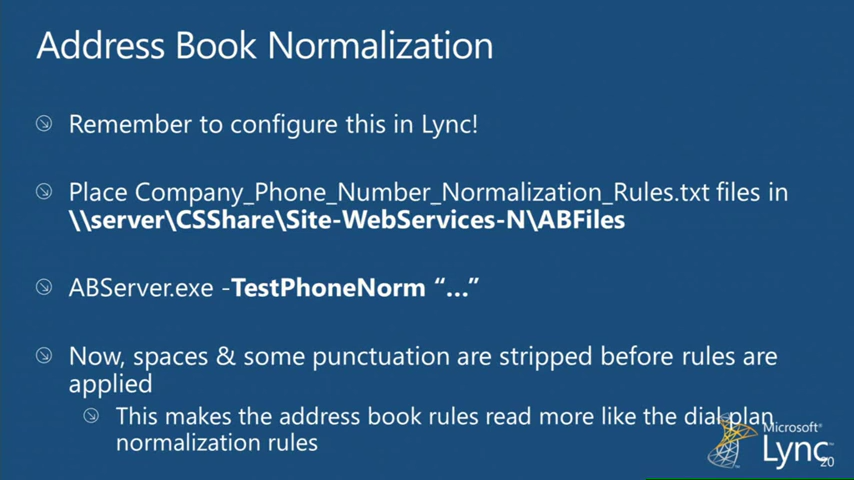 Address Book Normalization
Remember to configure this in Lync!
Place Company_Phone_Number_Normalization_Rules.txt files in
\\server\CSShare\Site-WebServices-N\ABFiles
ABServer.exe -TestPhoneNorm “…”
Now, spaces & some punctuation are stripped before rules are
applied
This makes the address book rules read more like the dial plan
normalization rules
Microsoft®
Lync™
20